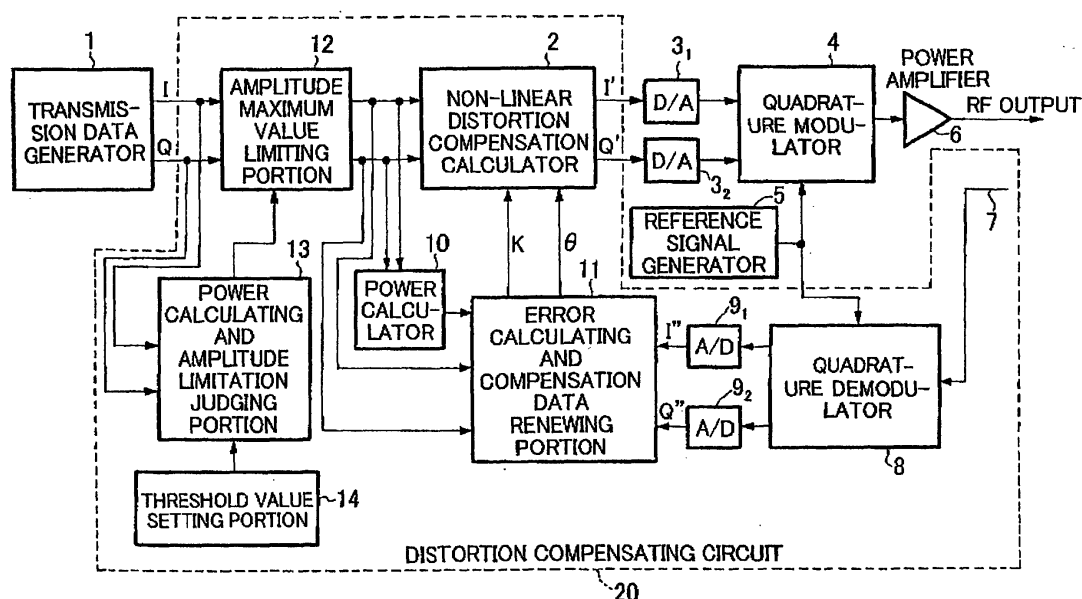 1
TRANSMIS-
SION DATA
GENERATOR
I
Q
12
AMPLITUDE
MAXIMUM
VALUE
LIMITING
PORTION
2
NON-LINEAR
DISTORTION
COMPENSATION
CALCULATOR
I'
Q'
3₁
D/A
D/A
3₂
4
QUADRAT-
URE MODU-
LATOR
POWER
AMPLIFIER
6
RF OUTPUT
5
REFERENCE
SIGNAL
GENERATOR
7
13
POWER
CALCULATING
AND
AMPLITUDE
LIMITATION
JUDGING
PORTION
10
POWER
CALCU-
LATOR
K
θ
11
ERROR
CALCULATING
AND
COMPENSATION
DATA
RENEWING
PORTION
I"
Q"
9₁
A/D
9₂
A/D
QUADRAT-
URE DEMODU-
LATOR
8
THRESHOLD VALUE
SETTING PORTION
14
DISTORTION COMPENSATING CIRCUIT
20